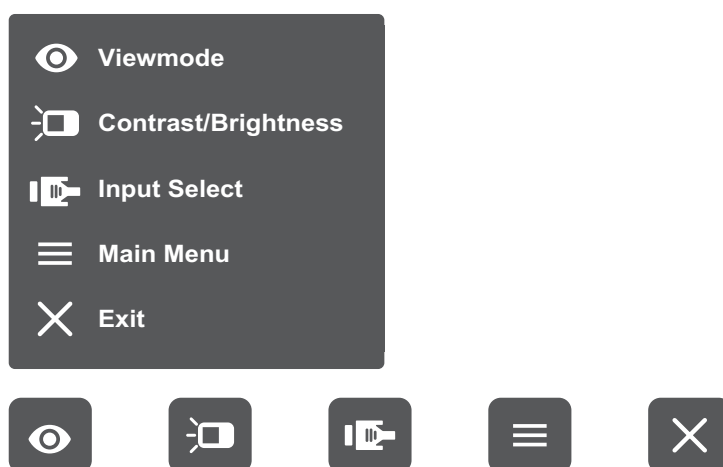 Viewmode
Contrast/Brightness
Input Select
Main Menu
Exit